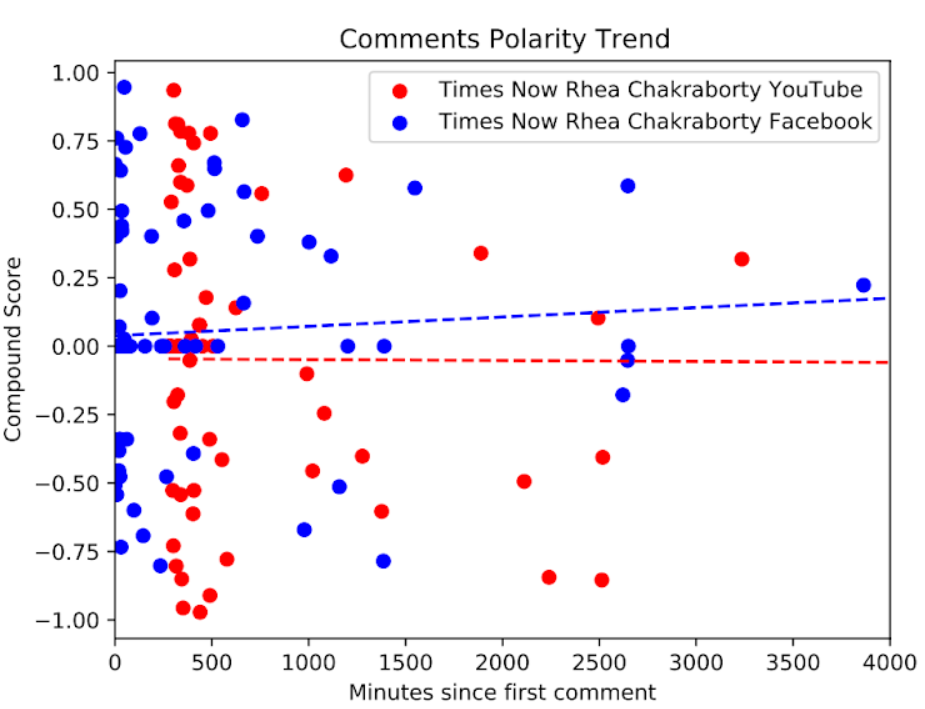 Comments Polarity Trend
Times Now Rhea Chakraborty YouTube
Times Now Rhea Chakraborty Facebook
Compound Score
1.00
0.75
0.50
0.25
0.00
−0.25
−0.50
−0.75
−1.00
0 500 1000 1500 2000 2500 3000 3500 4000
Minutes since first comment